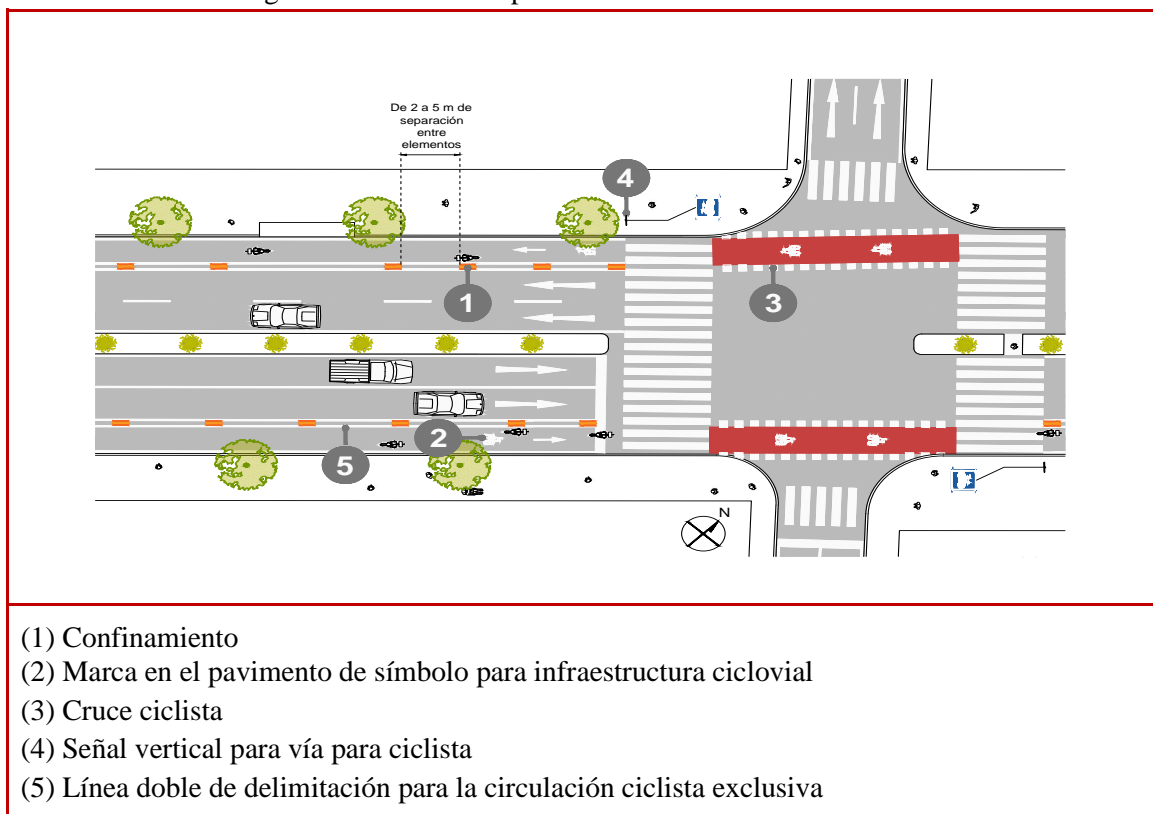 De 2 a 5 m de
separación
entre
elementos
4
1
3
2
5
N
(1) Confinamiento
(2) Marca en el pavimento de símbolo para infraestructura ciclovial
(3) Cruce ciclista
(4) Señal vertical para vía para ciclista
(5) Línea doble de delimitación para la circulación ciclista exclusiva